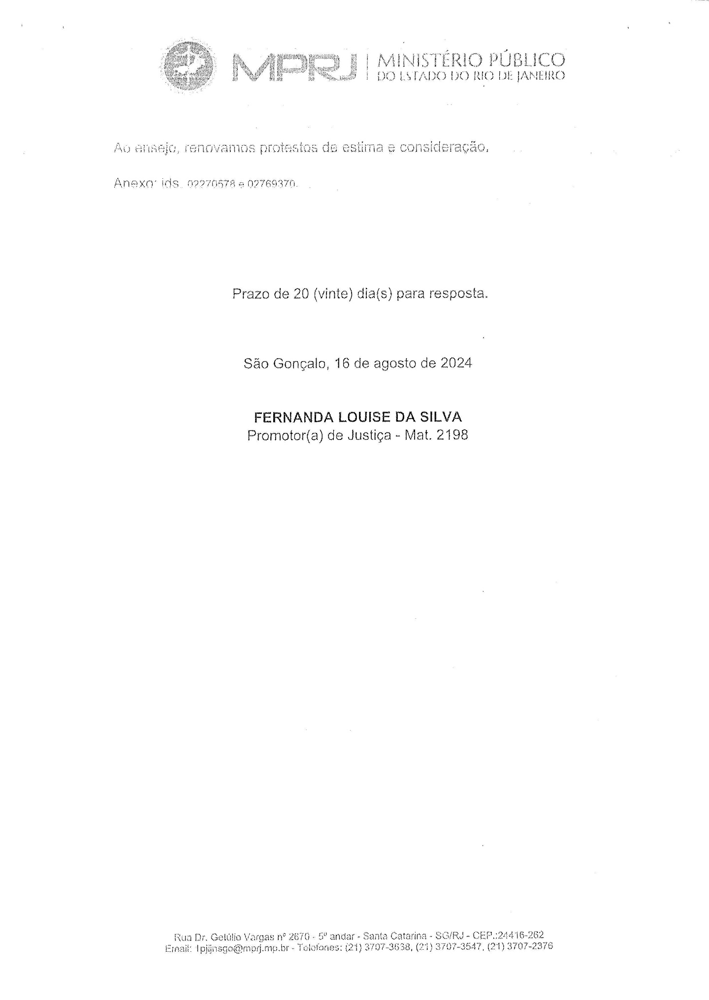 MPRJ | MINISTÉRIO PÚBLICO
DO ESTADO DO RIO DE JANEIRO
Ao ensejo, renovamos protestos de estima e consideração.
Anexo: ids. 02270578 e 02769370.
Prazo de 20 (vinte) dia(s) para resposta.
São Gonçalo, 16 de agosto de 2024
FERNANDA LOUISE DA SILVA
Promotor(a) de Justiça - Mat. 2198
Rua Dr. Getúlio Vargas nº 2670 - 5º andar - Santa Catarina - SG/RJ - CEP.:24416-262
Email: 1pjijnsgo@mprj.mp.br - Telefones: (21) 3707-3638, (21) 3707-3547, (21) 3707-2376